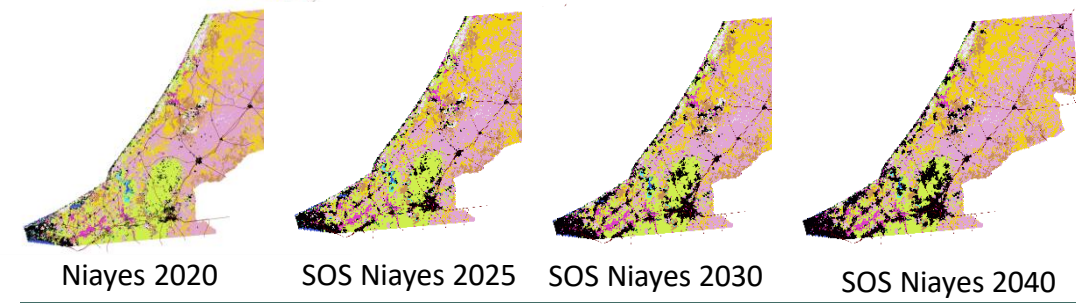 Niayes 2020
SOS Niayes 2025
SOS Niayes 2030
SOS Niayes 2040